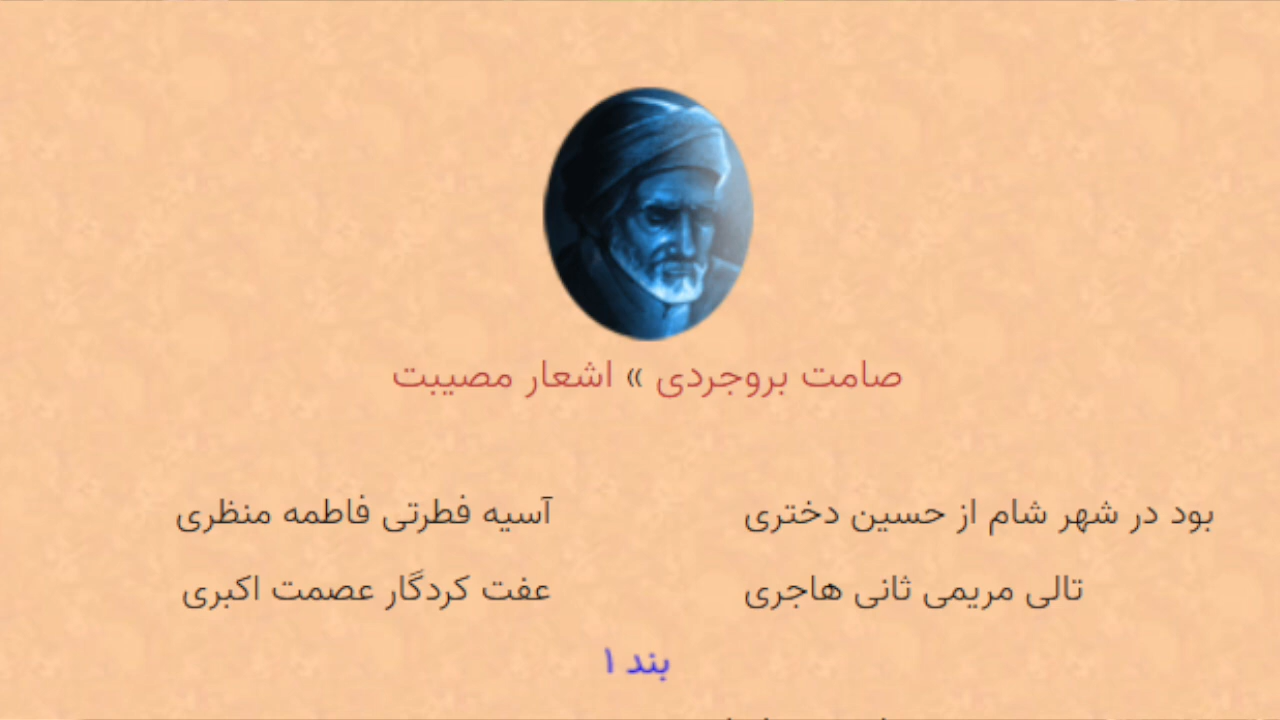 صامت بروجردی » اشعار مصیبت
بود در شهر شام از حسین دختری
آسیه فطرتی فاطمه منظری
تالی مریمی ثانی هاجری
عفت کردگار عصمت اکبری
بند ۱